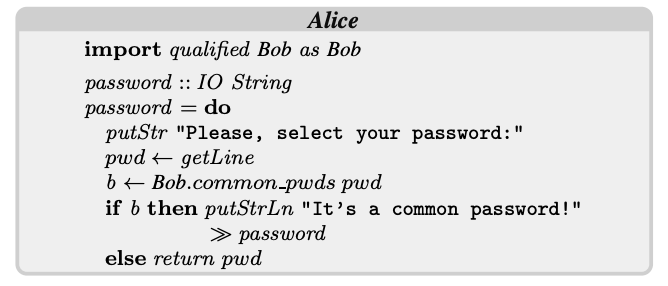 Alice
import qualified Bob as Bob
password :: IO String
password = do
putStr "Please, select your password:"
pwd ← getLine
b ← Bob.common_pwds pwd
if b then putStrLn "It's a common password!"
≫ password
else return pwd